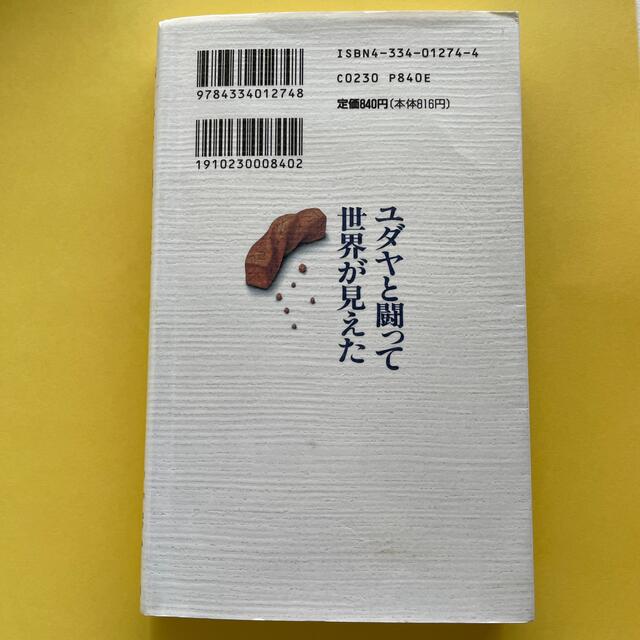 ISBN4-334-01274-4
C0230 P840E
定価840円(本体816円)
9784334012748
1910230008402
ユダヤと闘って
世界が見えた